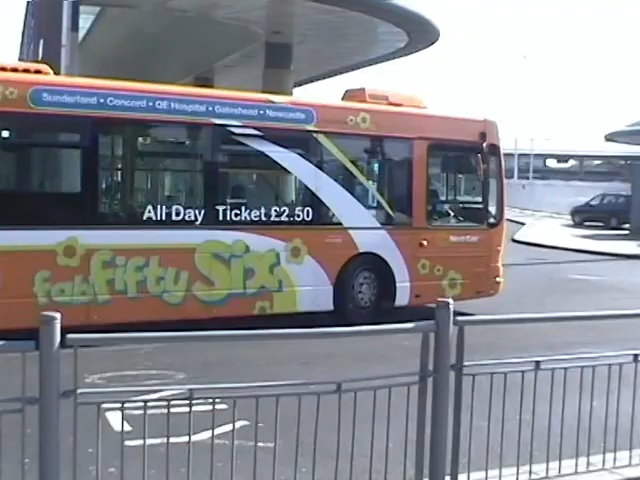 Sunderland • Concord • QE Hospital • Gateshead • Newcastle
All Day Ticket £2.50
fab fifty Six